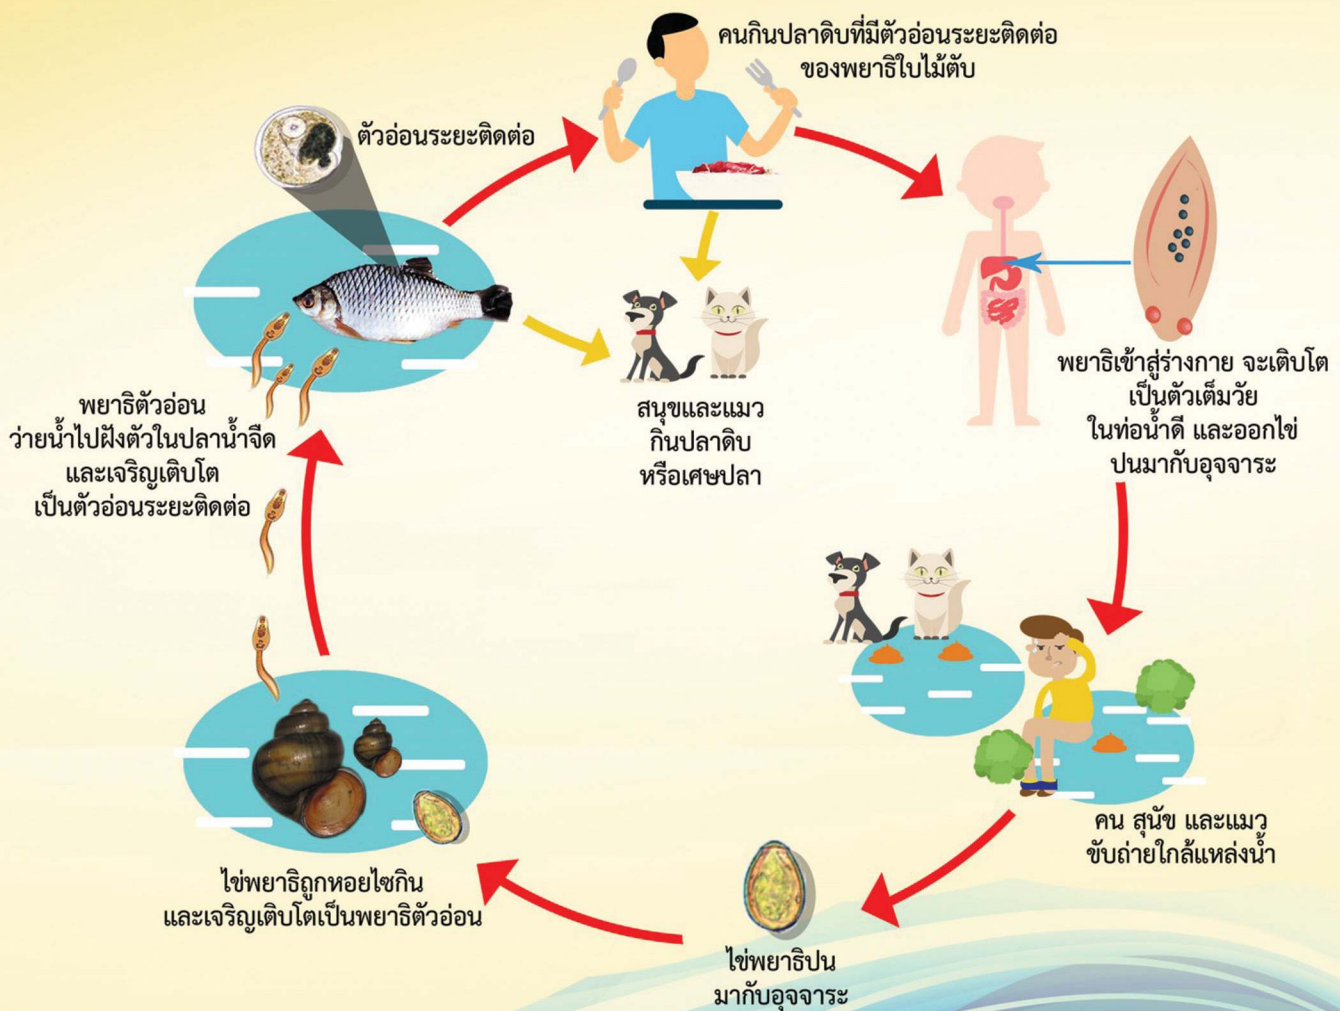 คนกินปลาดิบที่มีตัวอ่อนระยะติดต่อ
ของพยาธิใบไม้ตับ
ตัวอ่อนระยะติดต่อ
พยาธิเข้าสู่ร่างกาย จะเติบโต
เป็นตัวเต็มวัย
ในท่อน้ำดี และออกไข่
ปนมากับอุจจาระ
สนุขและแมว
กินปลาดิบ
หรือเศษปลา
พยาธิตัวอ่อน
ว่ายน้ำไปฝังตัวในปลาน้ำจืด
และเจริญเติบโต
เป็นตัวอ่อนระยะติดต่อ
คน สุนัข และแมว
ขับถ่ายใกล้แหล่งน้ำ
ไข่พยาธิถูกหอยไซกิน
และเจริญเติบโตเป็นพยาธิตัวอ่อน
ไข่พยาธิปน
มากับอุจจาระ